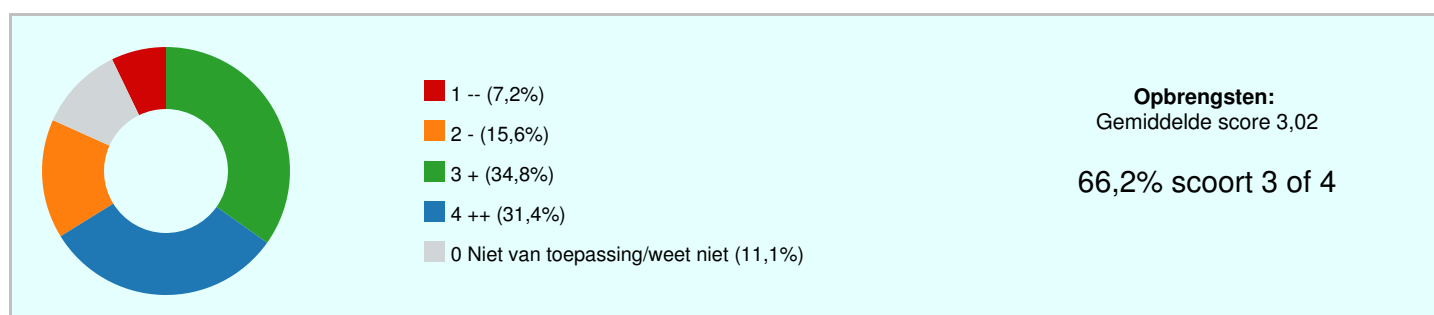 1 -- (7,2%)
2 - (15,6%)
3 + (34,8%)
4 ++ (31,4%)
0 Niet van toepassing/weet niet (11,1%)
Opbrengsten:
Gemiddelde score 3,02
66,2% scoort 3 of 4